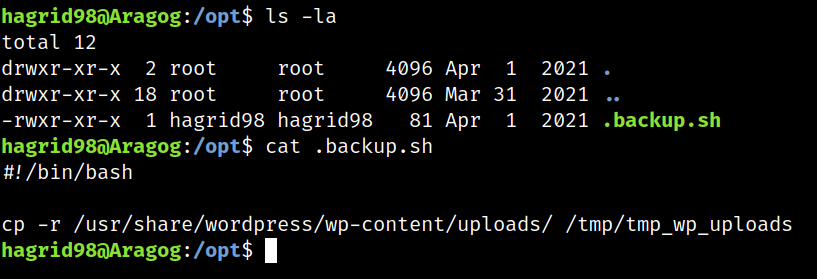 hagrid98@Aragog:/opt$ ls -la
total 12
drwxr-xr-x  2 root     root     4096 Apr  1  2021 .
drwxr-xr-x 18 root     root     4096 Mar 31  2021 ..
-rwxr-xr-x  1 hagrid98 hagrid98   81 Apr  1  2021 .backup.sh
hagrid98@Aragog:/opt$ cat .backup.sh
#!/bin/bash

cp -r /usr/share/wordpress/wp-content/uploads/ /tmp/tmp_wp_uploads
hagrid98@Aragog:/opt$